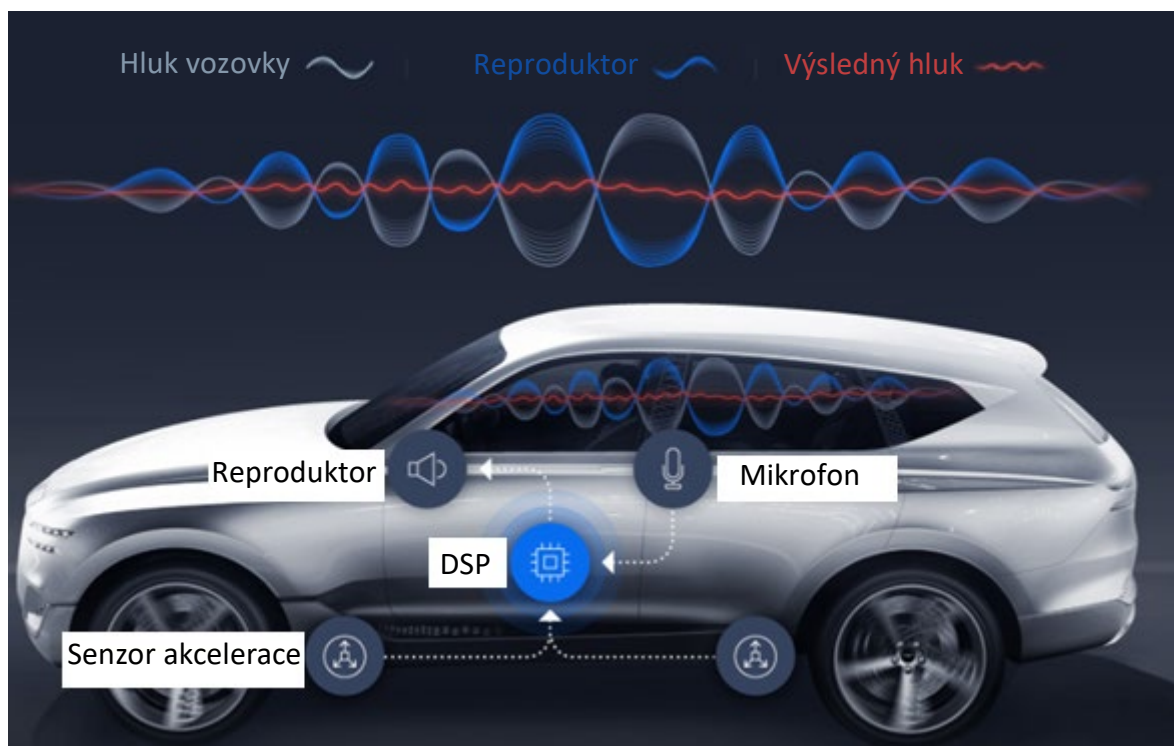 Hluk vozovky
Reproduktor
Výsledný hluk
Reproduktor
Mikrofon
DSP
Senzor akcelerace